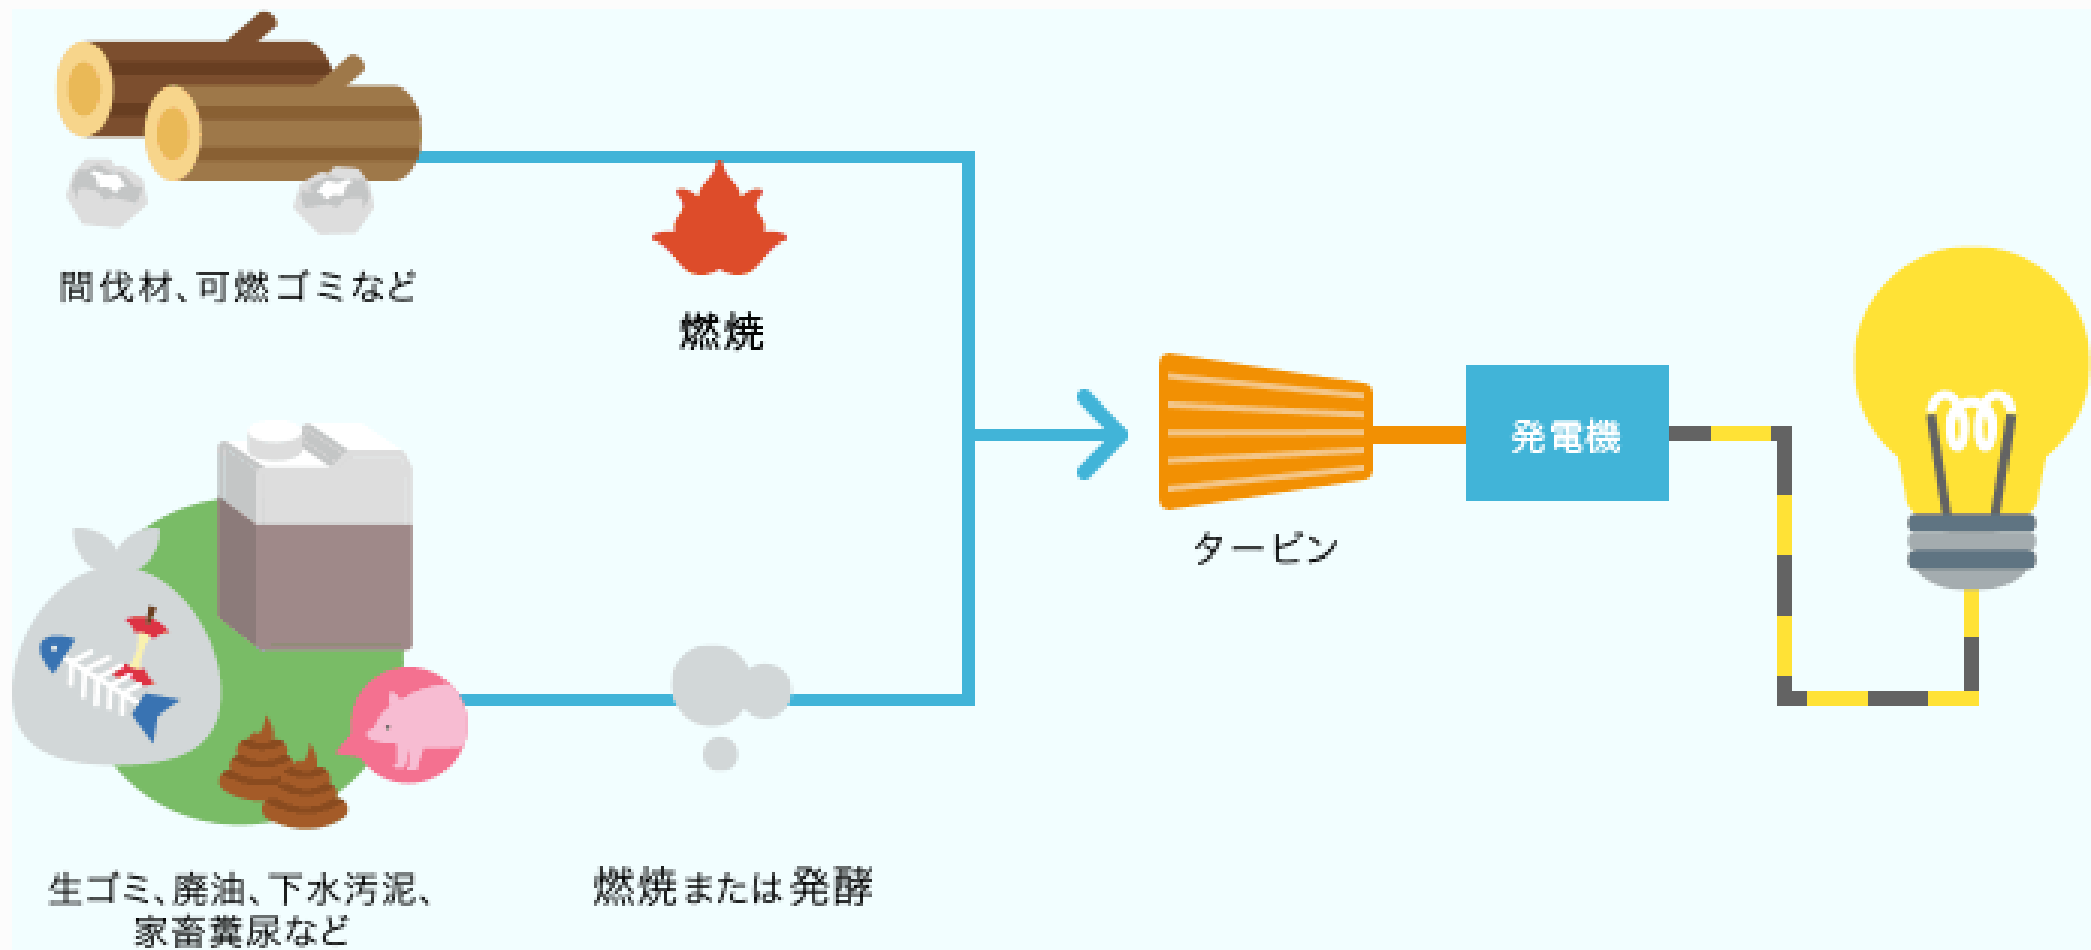 間伐材、可燃ゴミなど
燃焼
発電機
タービン
生ゴミ、廃油、下水汚泥、
家畜糞尿など
燃焼または発酵